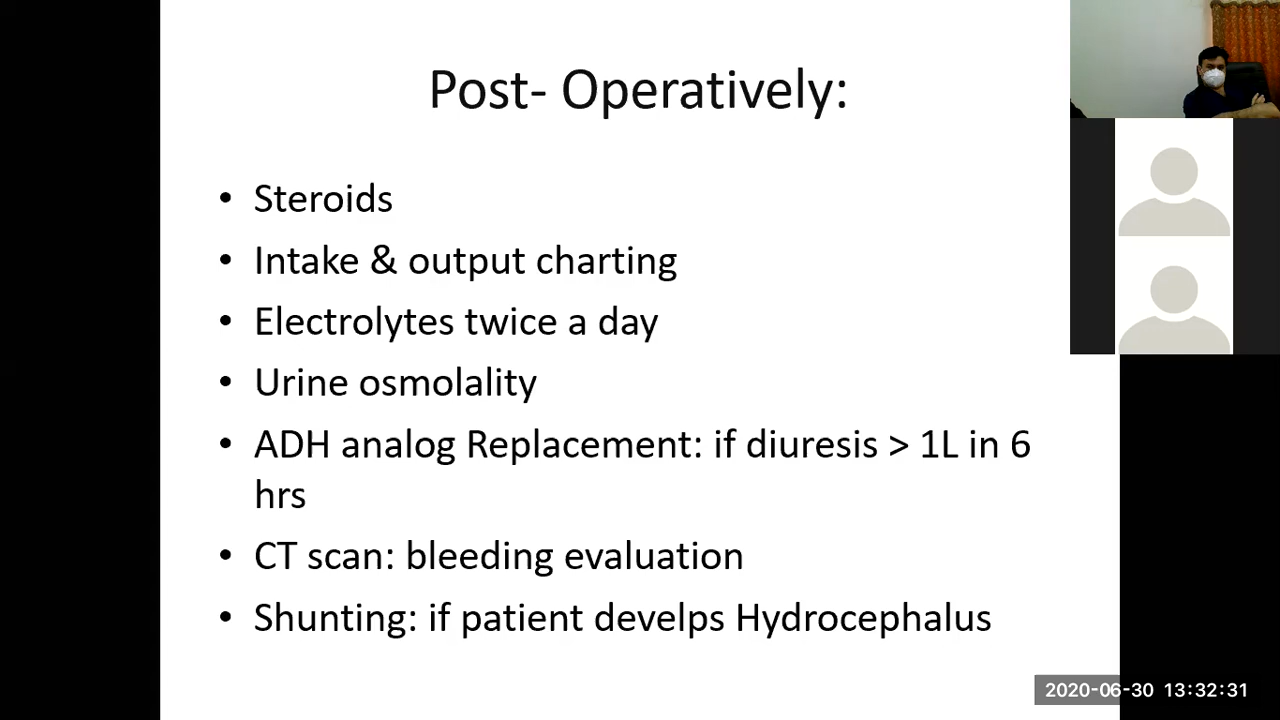 Post- Operatively:
• Steroids
• Intake & output charting
• Electrolytes twice a day
• Urine osmolality
• ADH analog Replacement: if diuresis > 1L in 6
hrs
• CT scan: bleeding evaluation
• Shunting: if patient develps Hydrocephalus
2020-06-30 13:32:31